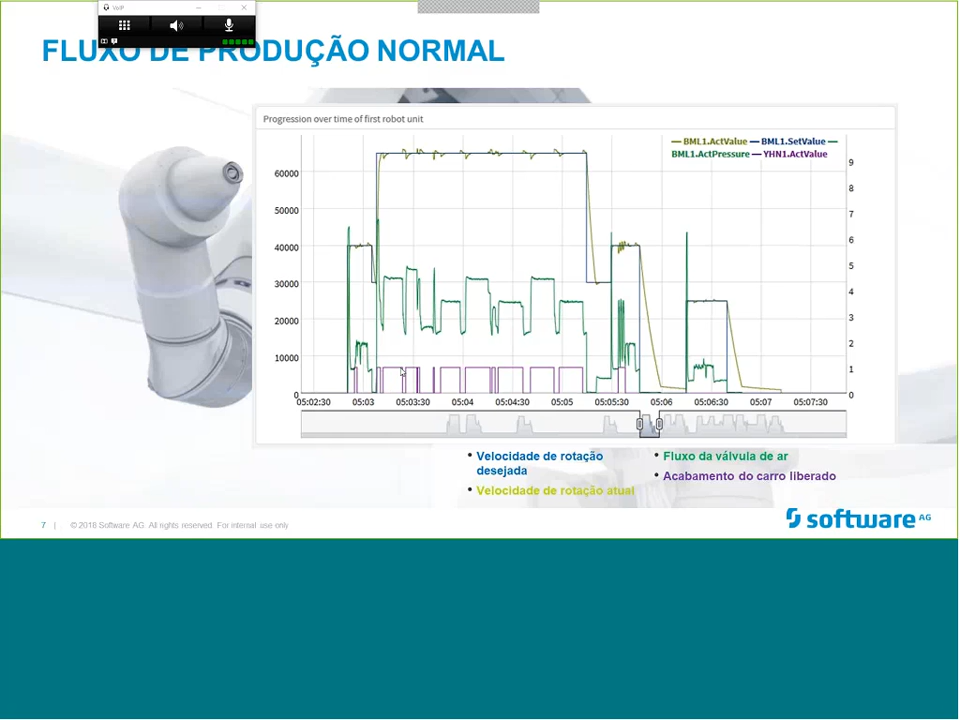 VoIP
FLUXO DE PRODUÇÃO NORMAL
Progression over time of first robot unit
BML1.ActValue BML1.SetValue
BML1.ActPressure YHN1.ActValue
60000
50000
40000
30000
20000
10000
0
9
8
7
6
5
4
3
2
1
0
05:02:30 05:03 05:03:30 05:04 05:04:30 05:05 05:05:30 05:06 05:06:30 05:07 05:07:30
• Velocidade de rotação
desejada
• Velocidade de rotação atual
• Fluxo da válvula de ar
• Acabamento do carro liberado
7 | © 2018 Software AG. All rights reserved. For internal use only
software AG